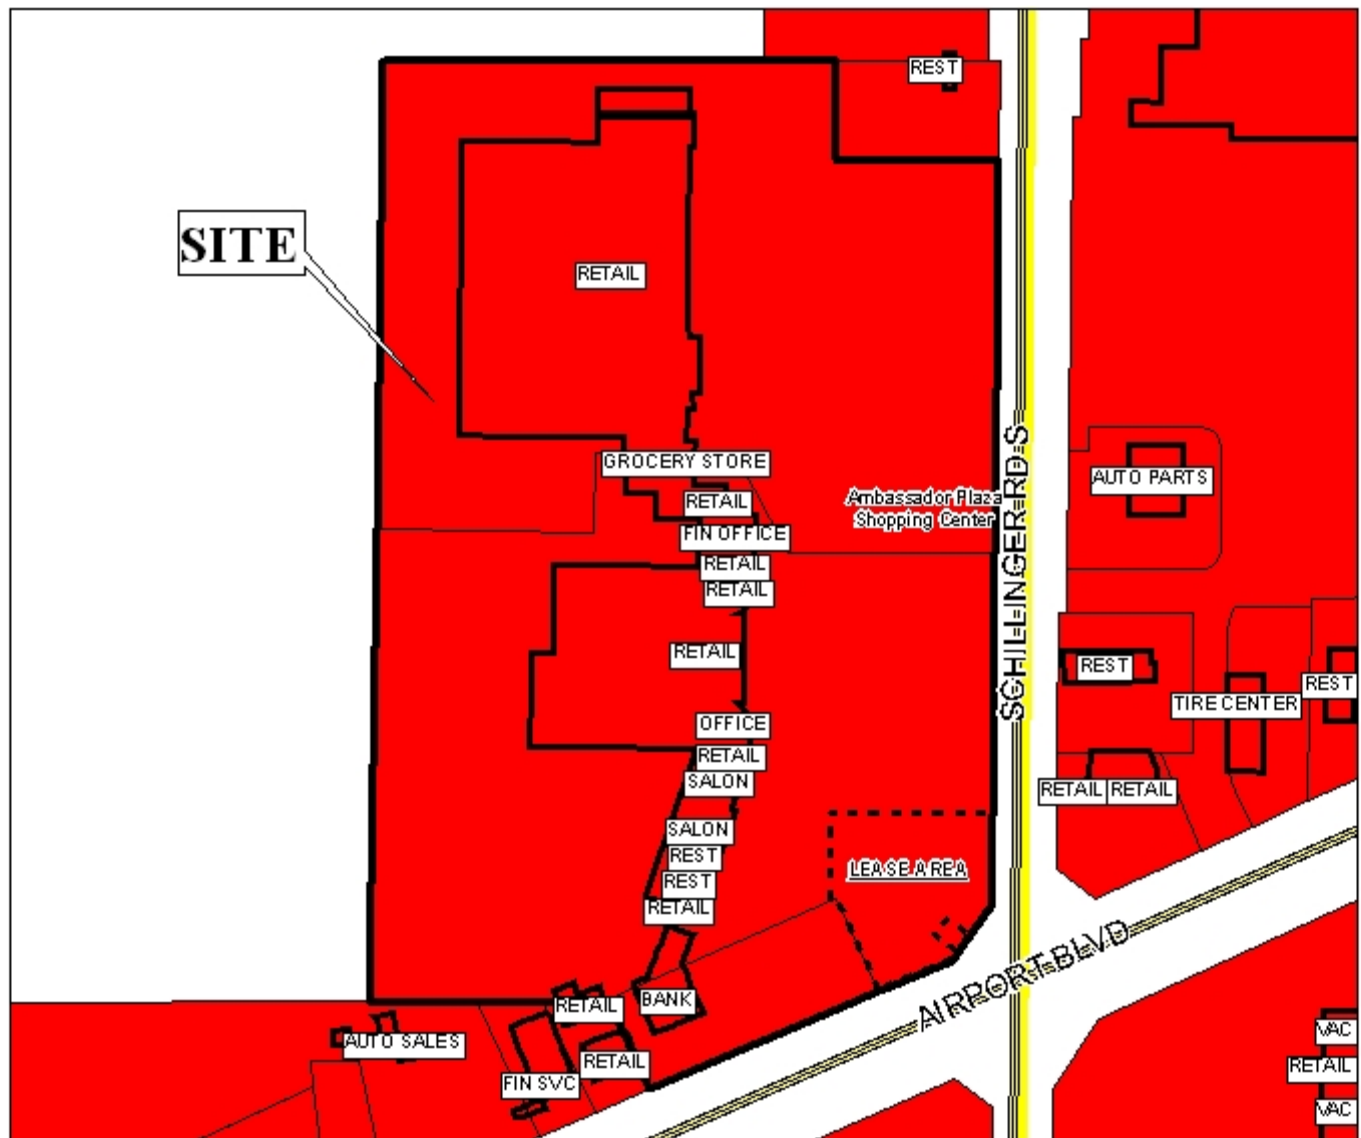 REST
SITE
RETAIL
GROCERY STORE
AUTO PARTS
RETAIL
Ambassador Plaza
Shopping Center
FIN OFFICE
SCHILLINGER RD S
RETAIL
RETAIL
RETAIL
REST
REST
TIRE CENTER
OFFICE
RETAIL
SALON
RETAIL
RETAIL
SALON
REST
LEASE AREA
REST
RETAIL
AIRPORT BLVD
BANK
RETAIL
AUTO SALES
VAC
RETAIL
RETAIL
FIN SVC
VAC